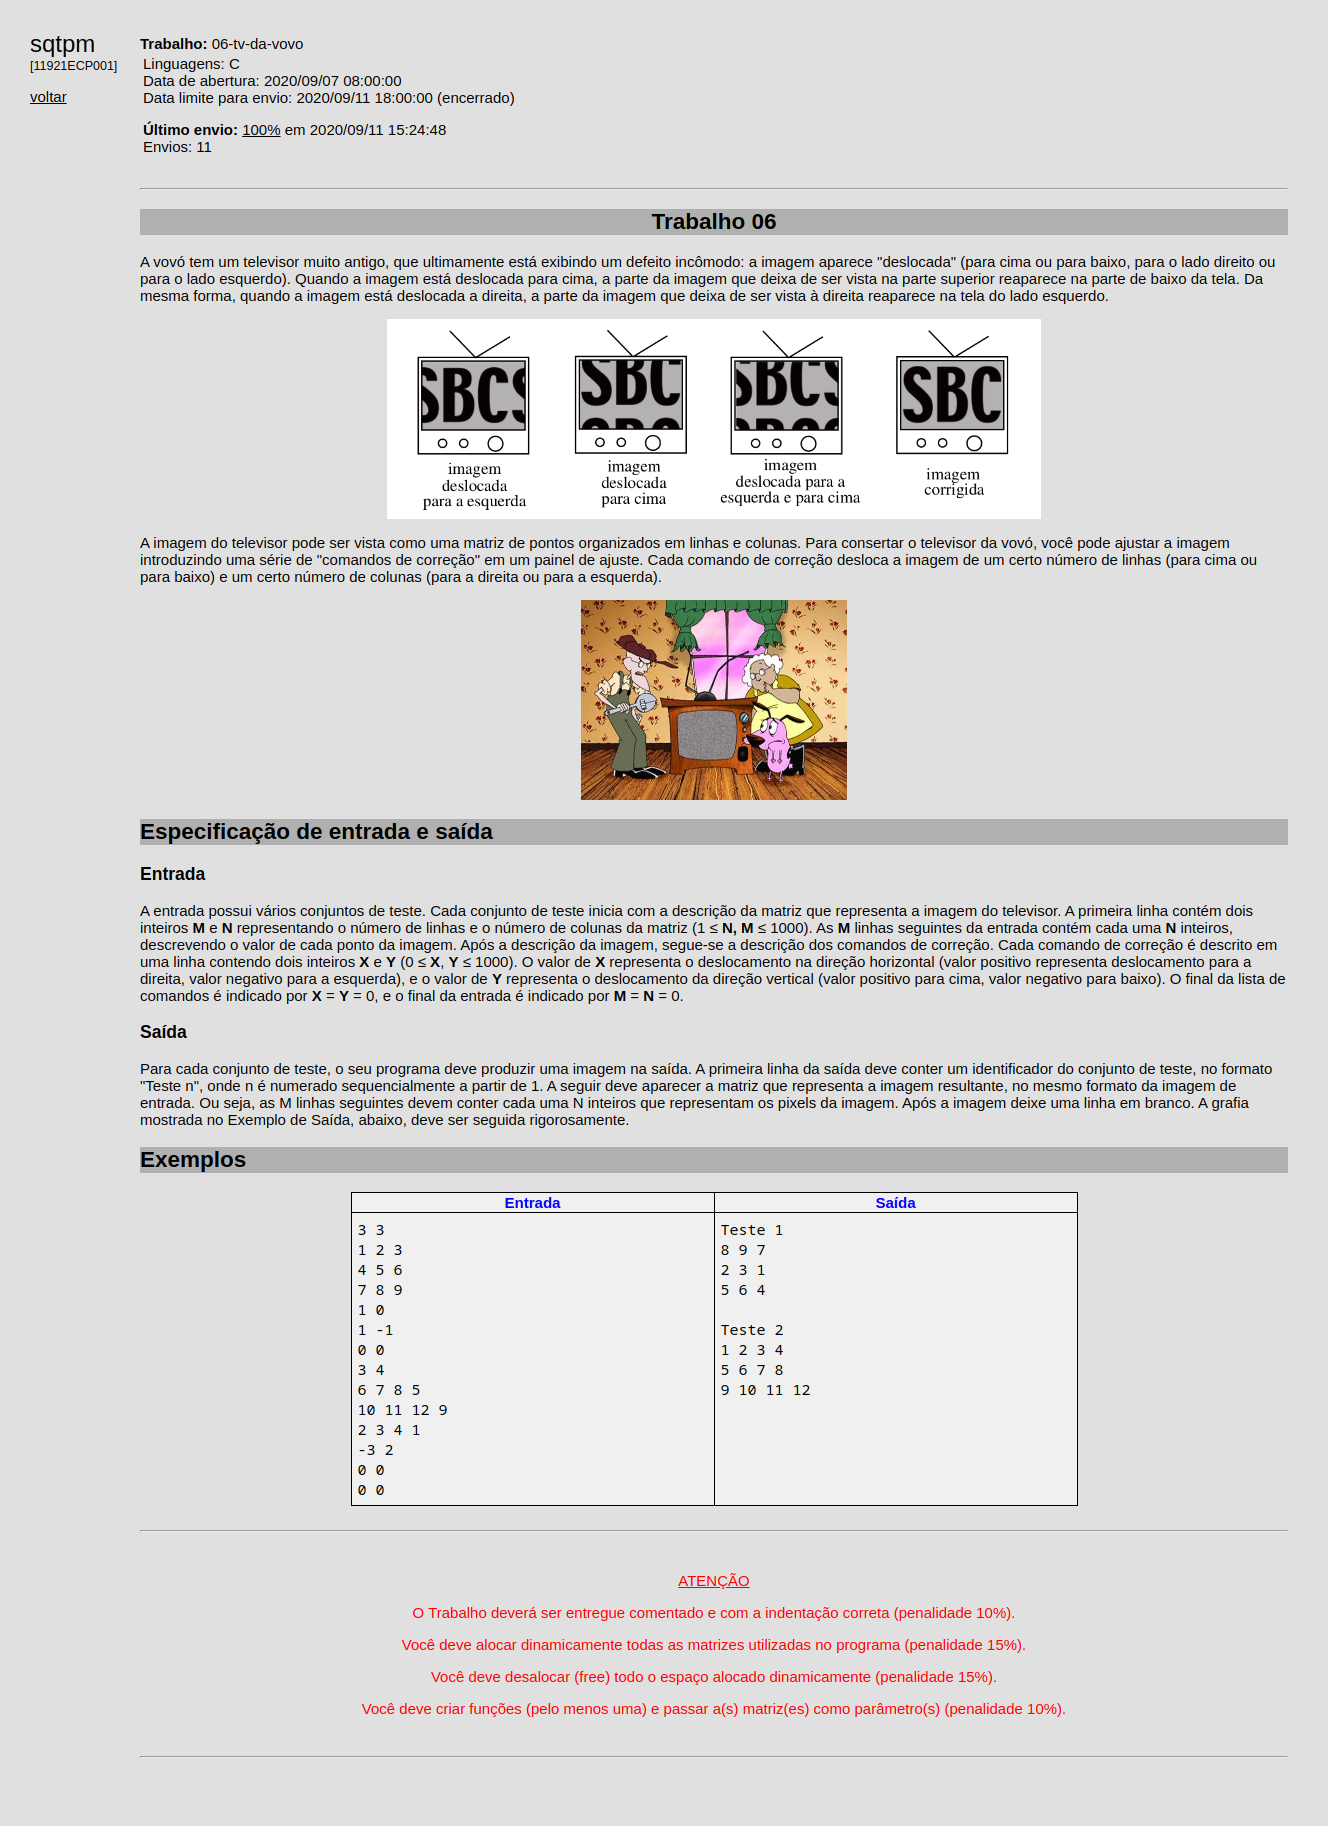 sqtpm
[11921ECP001]
voltar
Trabalho: 06-tv-da-vovo
Linguagens: C
Data de abertura: 2020/09/07 08:00:00
Data limite para envio: 2020/09/11 18:00:00 (encerrado)
Último envio: 100% em 2020/09/11 15:24:48
Envios: 11
Trabalho 06
A vovó tem um televisor muito antigo, que ultimamente está exibindo um defeito incômodo: a imagem aparece "deslocada" (para cima ou para baixo, para o lado direito ou
para o lado esquerdo). Quando a imagem está deslocada para cima, a parte da imagem que deixa de ser vista na parte superior reaparece na parte de baixo da tela. Da
mesma forma, quando a imagem está deslocada a direita, a parte da imagem que deixa de ser vista à direita reaparece na tela do lado esquerdo.
SBCS SBC SBCS SBC
imagem
deslocada
para a esquerda
imagem
deslocada
para cima
imagem
deslocada para a
esquerda e para cima
imagem
corrigida
A imagem do televisor pode ser vista como uma matriz de pontos organizados em linhas e colunas. Para consertar o televisor da vovó, você pode ajustar a imagem
introduzindo uma série de "comandos de correção" em um painel de ajuste. Cada comando de correção desloca a imagem de um certo número de linhas (para cima ou
para baixo) e um certo número de colunas (para a direita ou para a esquerda).
Especificação de entrada e saída
Entrada
A entrada possui vários conjuntos de teste. Cada conjunto de teste inicia com a descrição da matriz que representa a imagem do televisor. A primeira linha contém dois
inteiros M e N representando o número de linhas e o número de colunas da matriz (1 ≤ N, M ≤ 1000). As M linhas seguintes da entrada contém cada uma N inteiros,
descrevendo o valor de cada ponto da imagem. Após a descrição da imagem, segue-se a descrição dos comandos de correção. Cada comando de correção é descrito em
uma linha contendo dois inteiros X e Y (0 ≤ X, Y ≤ 1000). O valor de X representa o deslocamento na direção horizontal (valor positivo representa deslocamento para a
direita, valor negativo para a esquerda), e o valor de Y representa o deslocamento da direção vertical (valor positivo para cima, valor negativo para baixo). O final da lista de
comandos é indicado por X = Y = 0, e o final da entrada é indicado por M = N = 0.
Saída
Para cada conjunto de teste, o seu programa deve produzir uma imagem na saída. A primeira linha da saída deve conter um identificador do conjunto de teste, no formato
"Teste n", onde n é numerado sequencialmente a partir de 1. A seguir deve aparecer a matriz que representa a imagem resultante, no mesmo formato da imagem de
entrada. Ou seja, as M linhas seguintes devem conter cada uma N inteiros que representam os pixels da imagem. Após a imagem deixe uma linha em branco. A grafia
mostrada no Exemplo de Saída, abaixo, deve ser seguida rigorosamente.
Exemplos
Entrada
3 3
1 2 3
4 5 6
7 8 9
1 0
1 -1
0 0
3 4
6 7 8 5
10 11 12 9
2 3 4 1
-3 2
0 0
0 0
Saída
Teste 1
8 9 7
2 3 1
5 6 4
Teste 2
1 2 3 4
5 6 7 8
9 10 11 12
ATENÇÃO
O Trabalho deverá ser entregue comentado e com a indentação correta (penalidade 10%).
Você deve alocar dinamicamente todas as matrizes utilizadas no programa (penalidade 15%).
Você deve desalocar (free) todo o espaço alocado dinamicamente (penalidade 15%).
Você deve criar funções (pelo menos uma) e passar a(s) matriz(es) como parâmetro(s) (penalidade 10%).